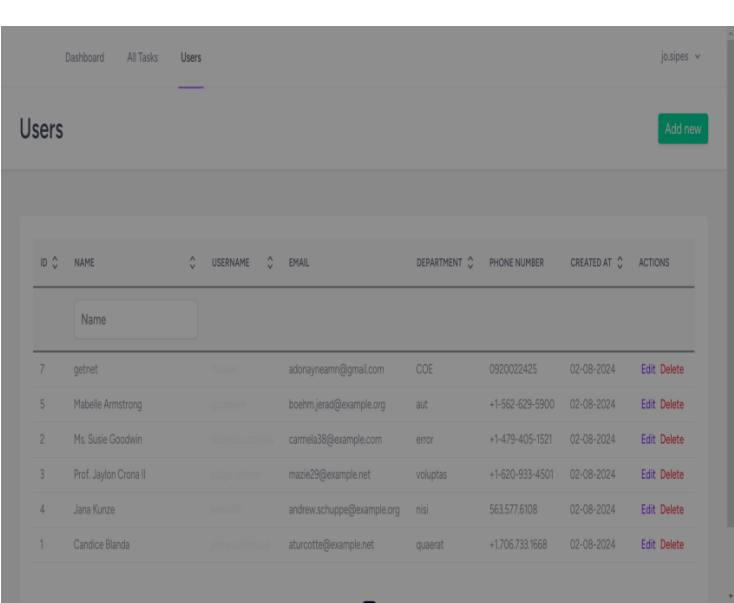 Dashboard All Tasks Users jo.sipes
Users Add new
ID NAME USERNAME EMAIL DEPARTMENT PHONE NUMBER CREATED AT ACTIONS
Name
7 getnet adonayneamn@gmail.com COE 0920022425 02-08-2024 Edit Delete
5 Mabelle Armstrong boehm.jerad@example.org aut +1-562-629-5900 02-08-2024 Edit Delete
2 Ms. Susie Goodwin carmela38@example.com error +1-479-405-1521 02-08-2024 Edit Delete
3 Prof. Jaylon Crona II mazie29@example.net voluptas +1-620-933-4501 02-08-2024 Edit Delete
4 Jana Kunze andrew.schuppe@example.org nisi 563.577.6108 02-08-2024 Edit Delete
1 Candice Blanda aturcotte@example.net quaerat +1.706.733.1668 02-08-2024 Edit Delete